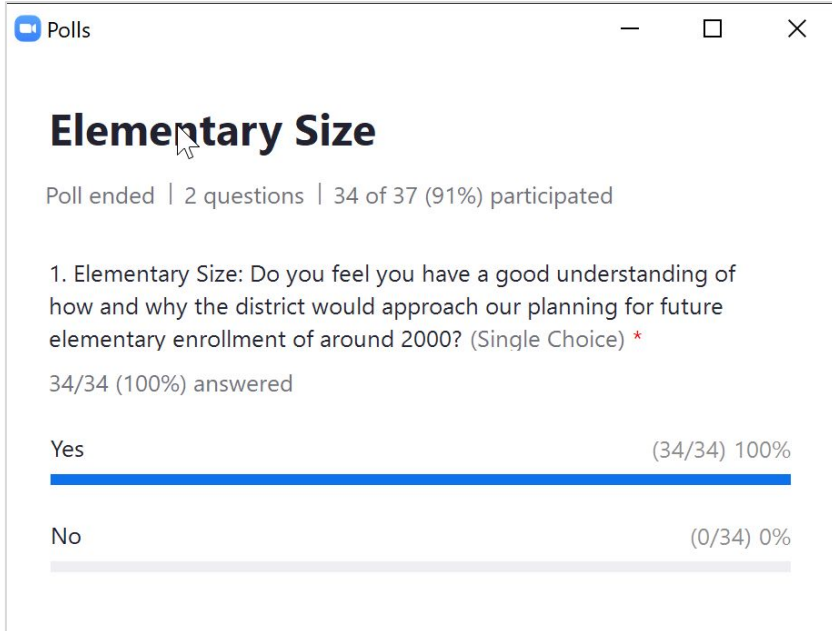 Polls
Elementary Size
Poll ended | 2 questions | 34 of 37 (91%) participated
1. Elementary Size: Do you feel you have a good understanding of
how and why the district would approach our planning for future
elementary enrollment of around 2000? (Single Choice) *
34/34 (100%) answered
Yes (34/34) 100%
No (0/34) 0%